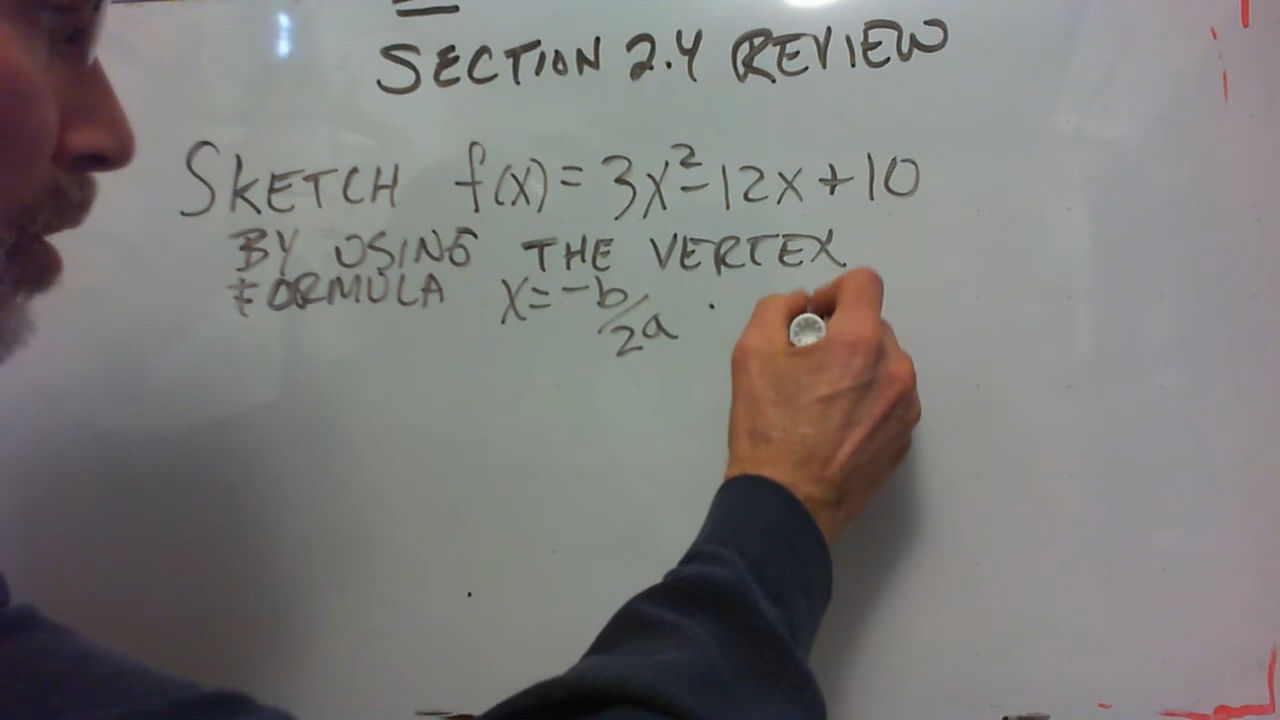 SECTION 2.4 REVIEW
SKETCH f(x) = 3x²-12x+10
BY USING THE VERTEX
FORMULA x = -b/2a .